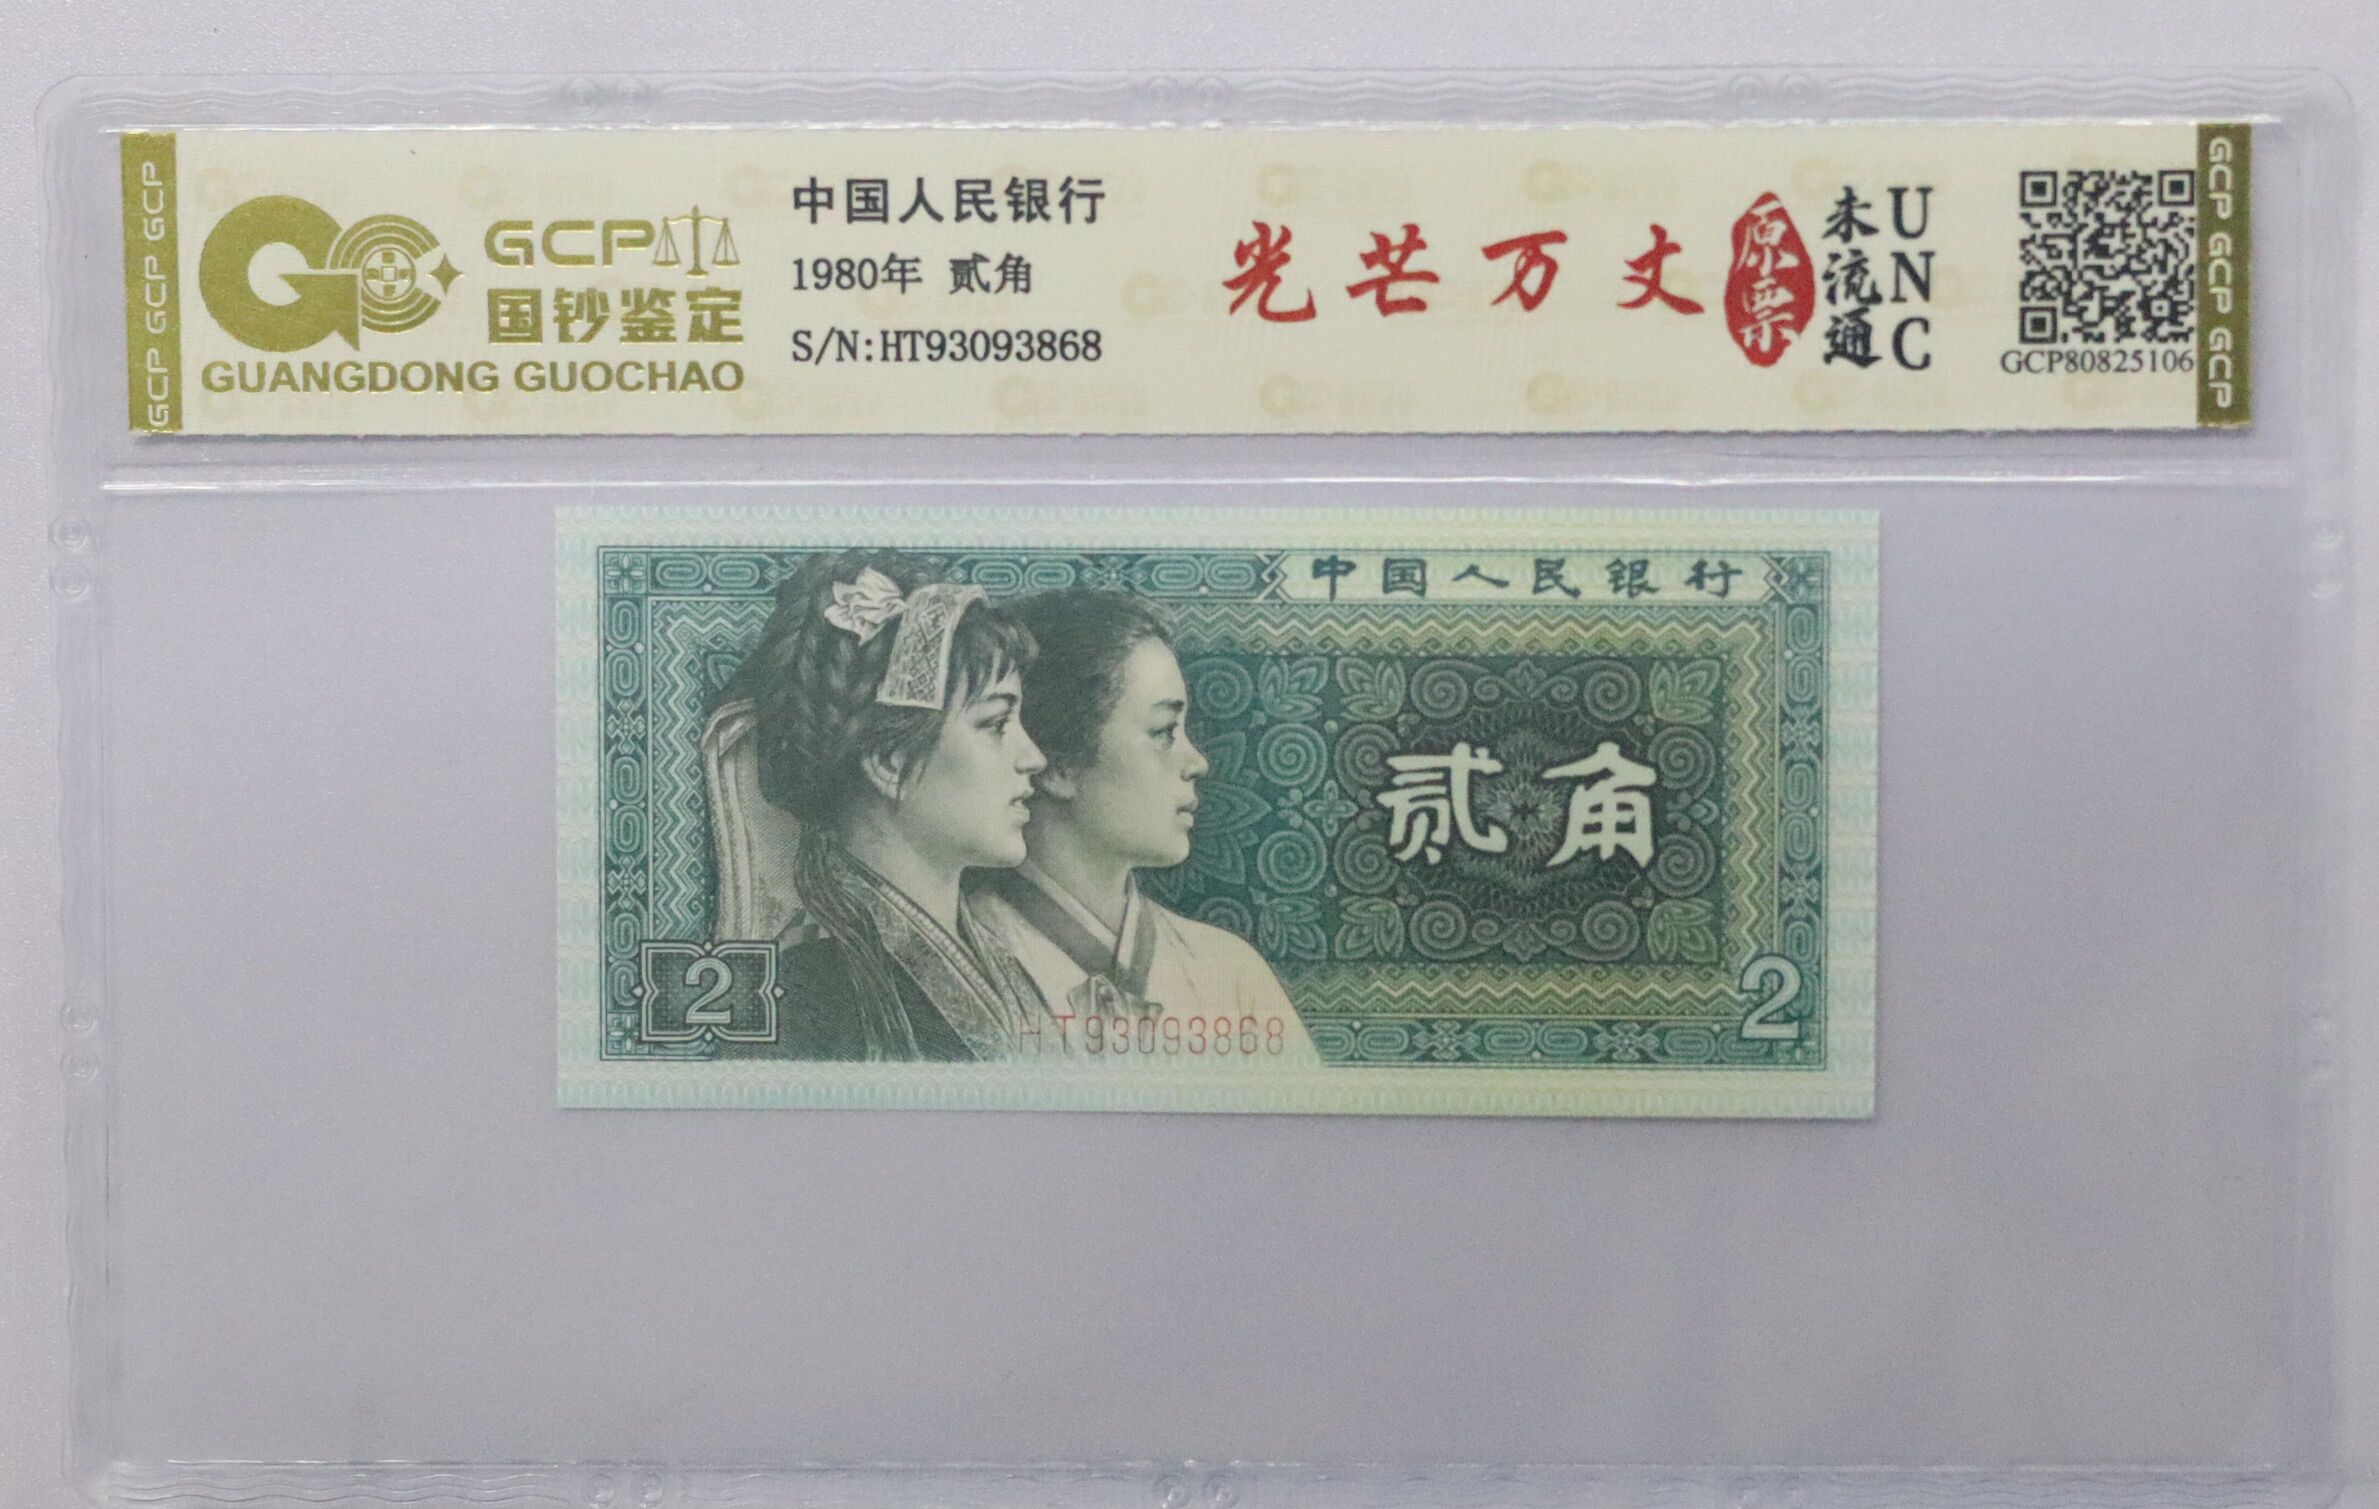 GCP GCP GCP
GCP
国钞鉴定
GUANGDONG GUOCHAO
中国人民银行
1980年 贰角
S/N:HT93093868
光芒万丈
原票
未流通
UNC
GCP80825106
GCP GCP GCP
中国人民银行
贰角
2
HT93093868
2